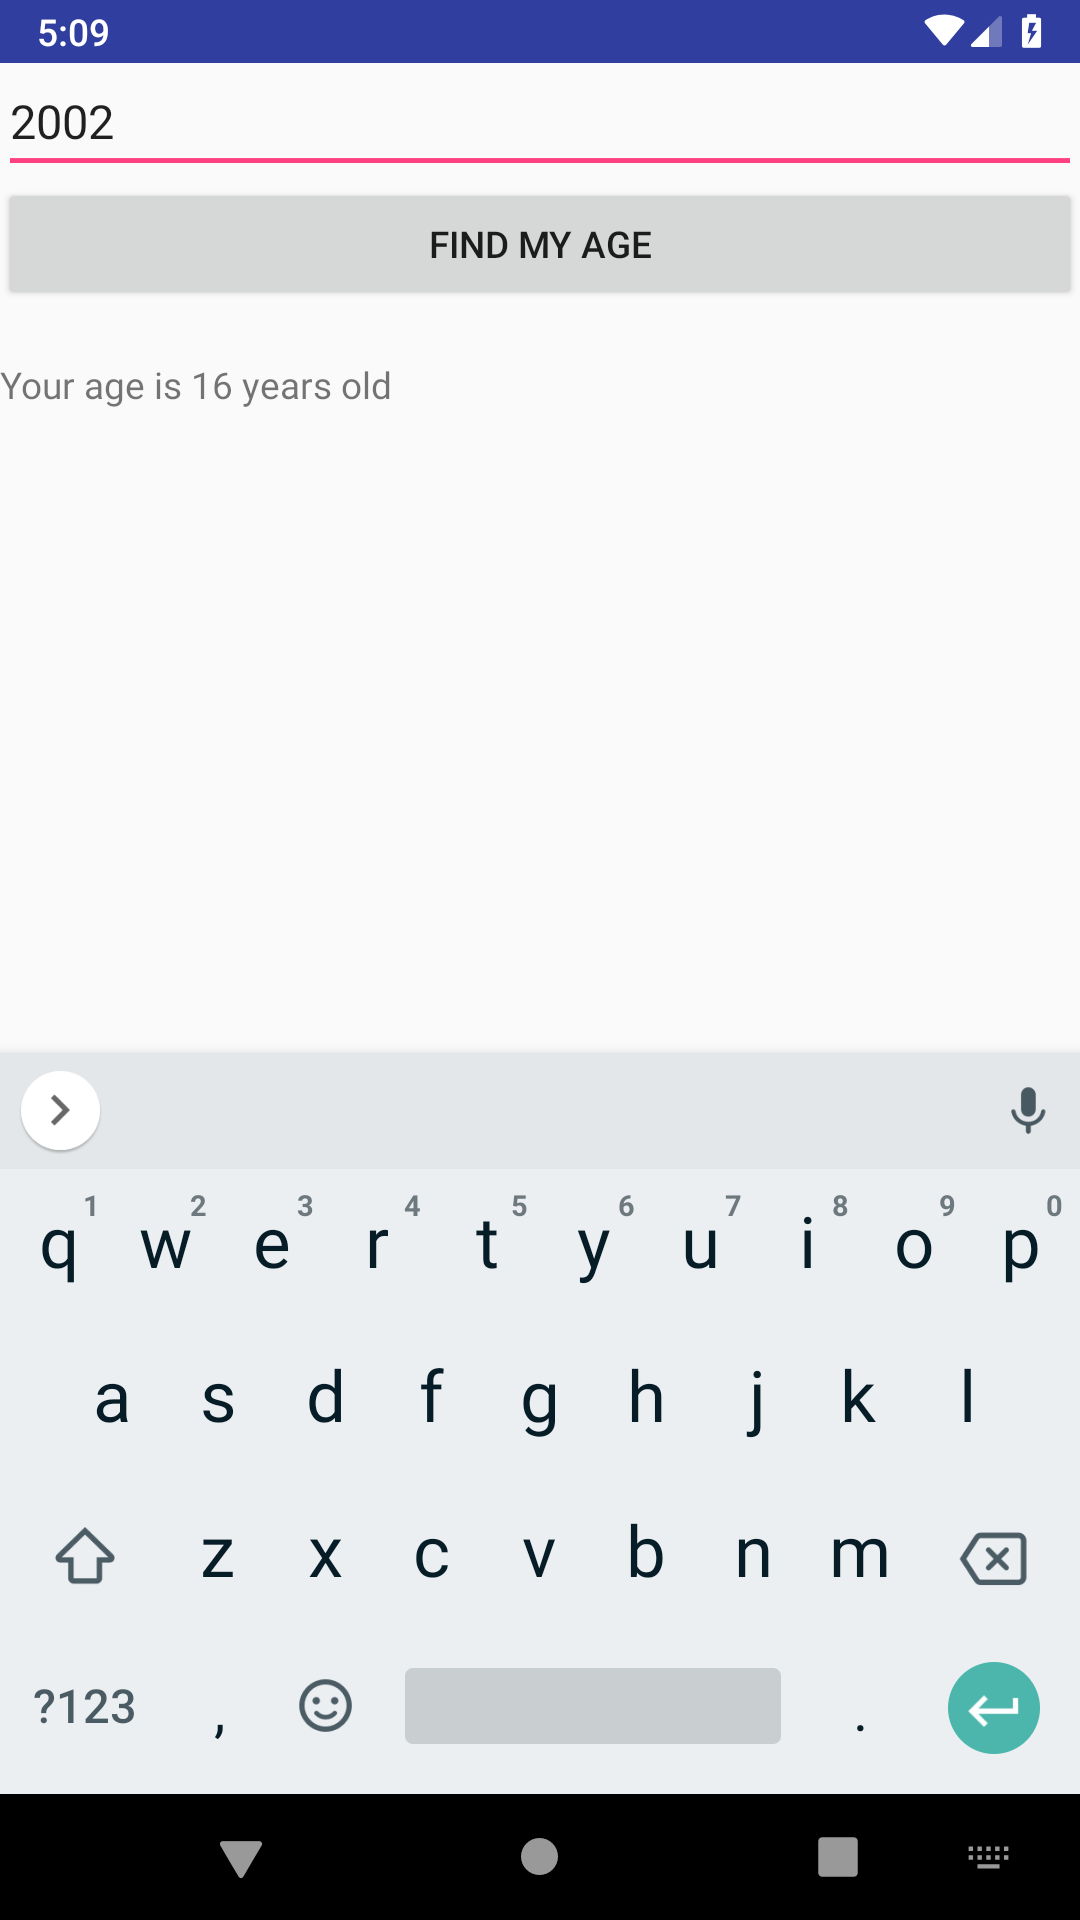 5:09
2002
FIND MY AGE
Your age is 16 years old
1 2 3 4 5 6 7 8 9 0
q w e r t y u i o p
a s d f g h j k l
z x c v b n m
?123 , .